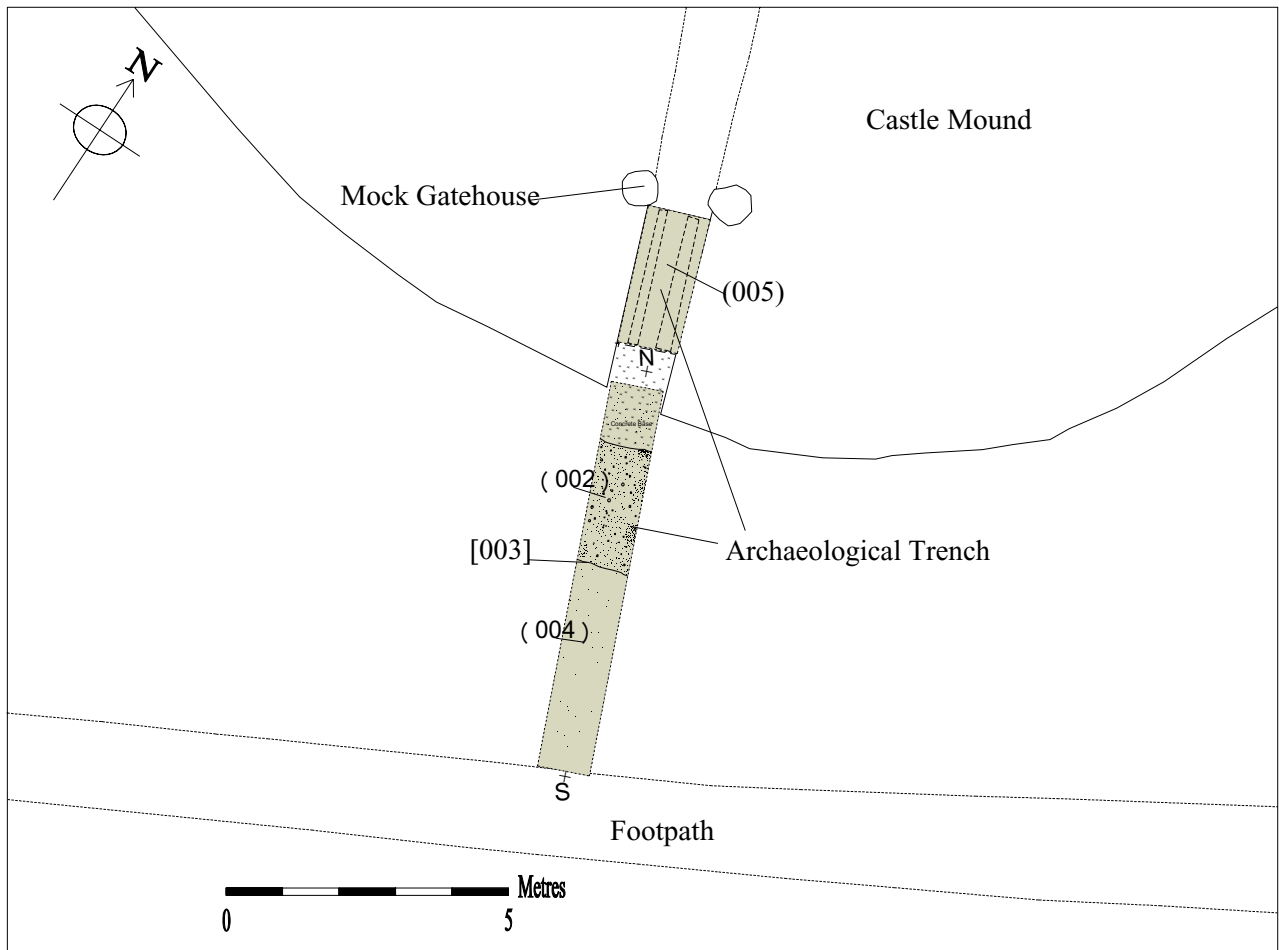 N
Castle Mound
Mock Gatehouse
(005)
N
Concrete Base
( 002 )
[003]
Archaeological Trench
( 004 )
S
Footpath
Metres
0 5